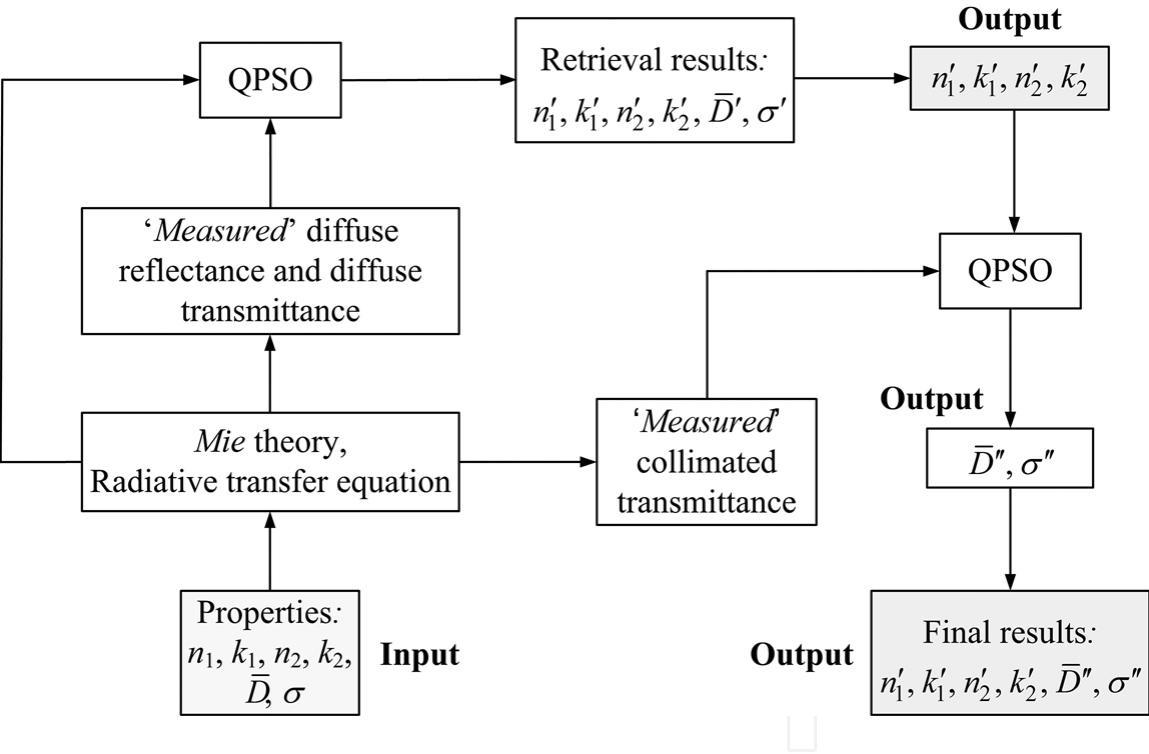 Output
QPSO
Retrieval results:
n′₁, k′₁, n′₂, k′₂, D̅′, σ′
n′₁, k′₁, n′₂, k′₂
‘Measured’ diffuse
reflectance and diffuse
transmittance
QPSO
Output
‘Measured’
collimated
transmittance
D̅″, σ″
Mie theory,
Radiative transfer equation
Properties:
n₁, k₁, n₂, k₂,
D̅, σ
Input
Output
Final results:
n′₁, k′₁, n′₂, k′₂, D̅″, σ″